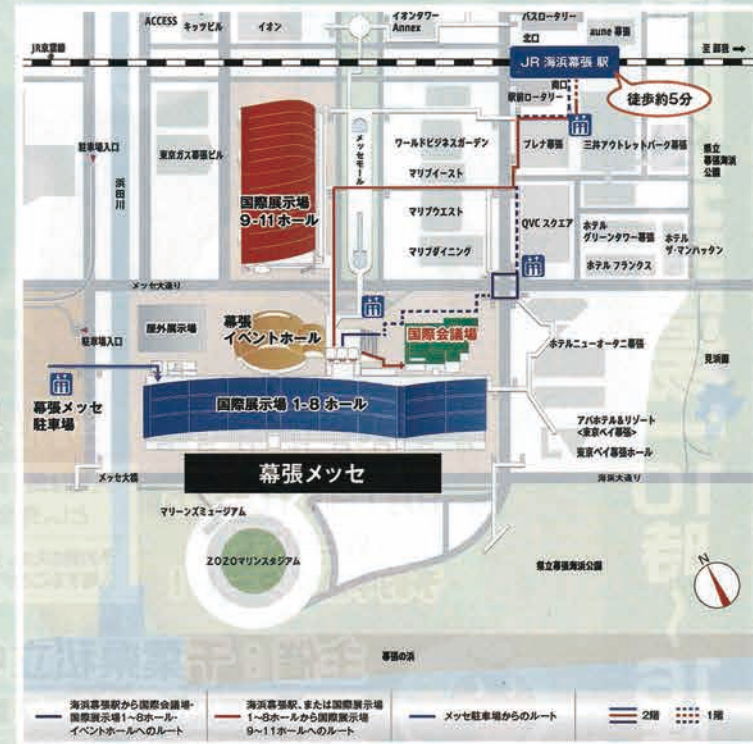 ACCESS
キッツビル
イオン
イオンタワー
Annex
バスロータリー
北口
aune 幕張
JR京葉線
至 蘇我
JR 海浜幕張 駅
南口
駅前ロータリー
徒歩約5分
駐車場入口
浜田川
東京ガス幕張ビル
国際展示場
9-11ホール
メッセモール
ワールドビジネスガーデン
プレナ幕張
三井アウトレットパーク幕張
県立
幕張海浜
公園
マリブイースト
マリブウエスト
マリブダイニング
QVC スクエア
ホテル
グリーンタワー幕張
ホテル
ザ・マンハッタン
ホテル フランクス
メッセ大通り
駐車場入口
屋外展示場
幕張
イベントホール
国際会議場
ホテルニューオータニ幕張
見浜園
幕張メッセ
駐車場
国際展示場 1-8 ホール
アパホテル&リゾート
<東京ベイ幕張>
東京ベイ幕張ホール
幕張メッセ
メッセ大橋
海浜大通り
マリーンズミュージアム
ZOZOマリンスタジアム
県立幕張海浜公園
N
幕張の浜
海浜幕張駅から国際会議場・
国際展示場1~8ホール・
イベントホールへのルート
海浜幕張駅、または国際展示場
1~8ホールから国際展示場
9~11ホールへのルート
メッセ駐車場からのルート
2階
1階